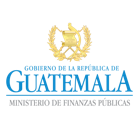 GOBIERNO DE LA REPÚBLICA DE
GUATEMALA
MINISTERIO DE FINANZAS PÚBLICAS